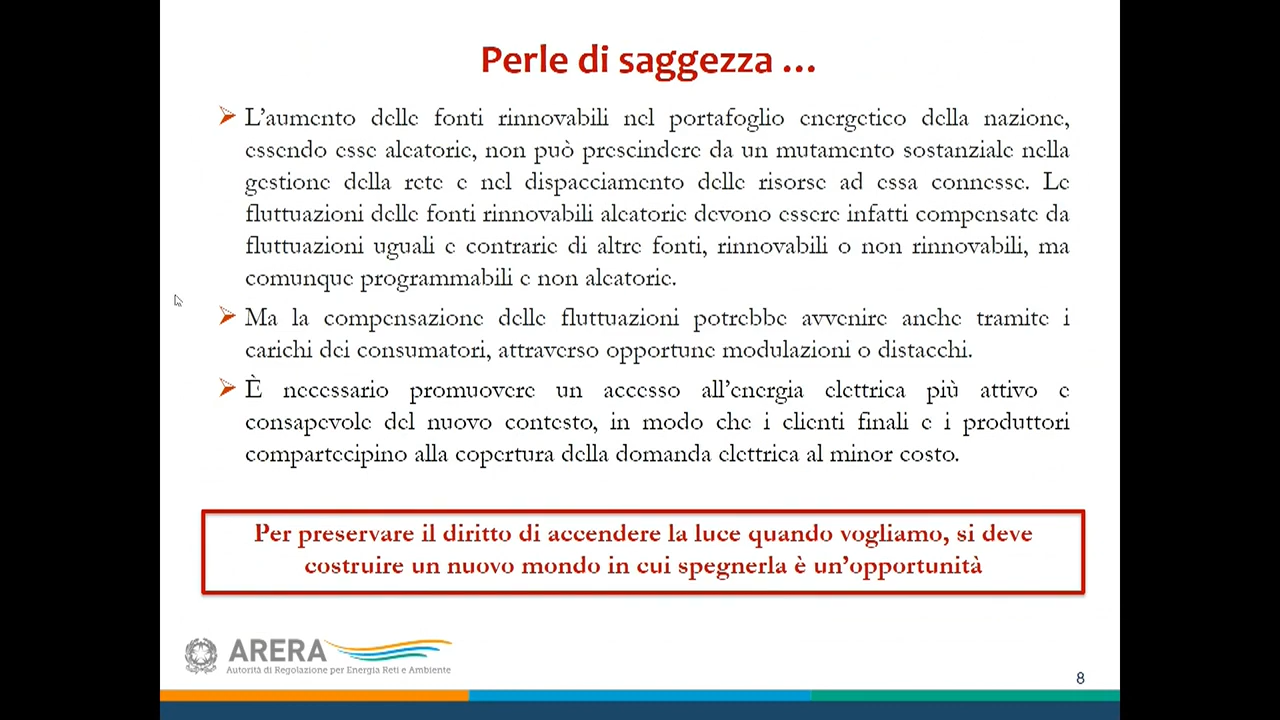 Perle di saggezza ...
L'aumento delle fonti rinnovabili nel portafoglio energetico della nazione,
essendo esse aleatorie, non può prescindere da un mutamento sostanziale nella
gestione della rete e nel dispacciamento delle risorse ad essa connesse. Le
fluttuazioni delle fonti rinnovabili aleatorie devono essere infatti compensate da
fluttuazioni uguali e contrarie di altre fonti, rinnovabili o non rinnovabili, ma
comunque programmabili e non aleatorie.
Ma la compensazione delle fluttuazioni potrebbe avvenire anche tramite i
carichi dei consumatori, attraverso opportune modulazioni o distacchi.
È necessario promuovere un accesso all'energia elettrica più attivo e
consapevole del nuovo contesto, in modo che i clienti finali e i produttori
compartecipino alla copertura della domanda elettrica al minor costo.
Per preservare il diritto di accendere la luce quando vogliamo, si deve
costruire un nuovo mondo in cui spegnerla è un'opportunità
ARERA
Autorità di Regolazione per Energia Reti e Ambiente
8